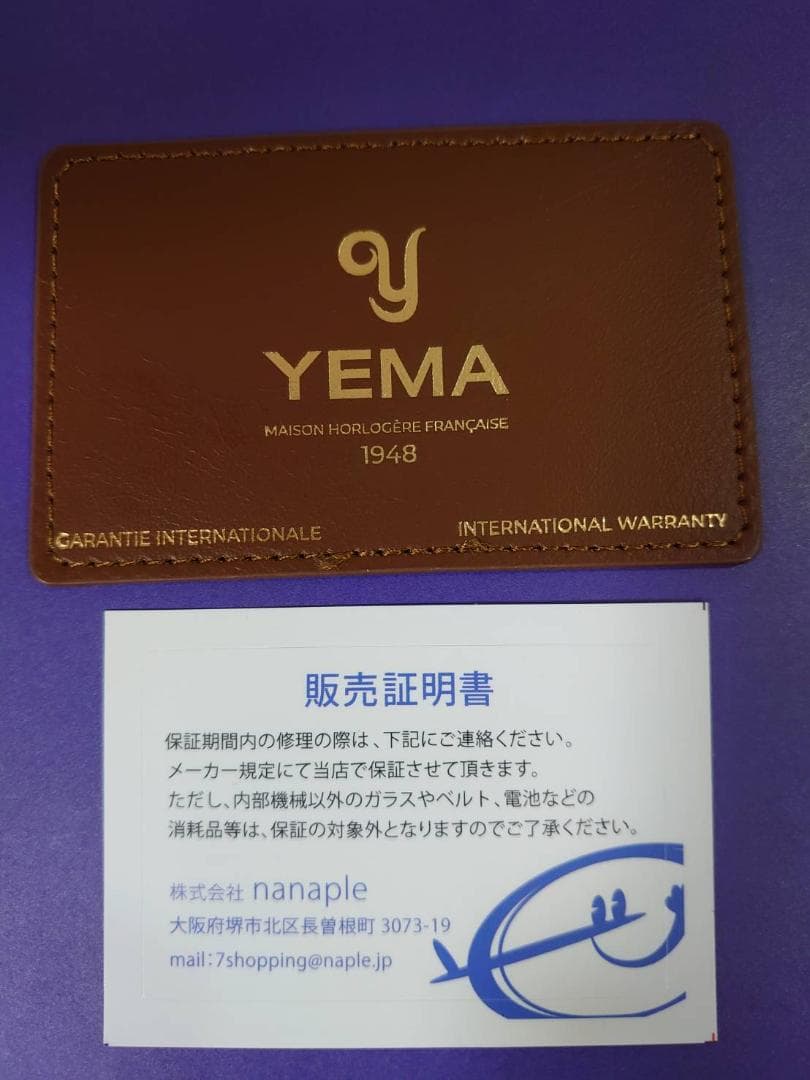 YEMA
MAISON HORLOGÈRE FRANÇAISE
1948
GARANTIE INTERNATIONALE
INTERNATIONAL WARRANTY
販売証明書
保証期間内の修理の際は、下記にご連絡ください。
メーカー規定にて当店で保証させて頂きます。
ただし、内部機械以外のガラスやベルト、電池などの
消耗品等は、保証の対象外となりますのでご了承ください。
株式会社 nanaple
大阪府堺市北区長曽根町 3073-19
mail:7shopping@naple.jp